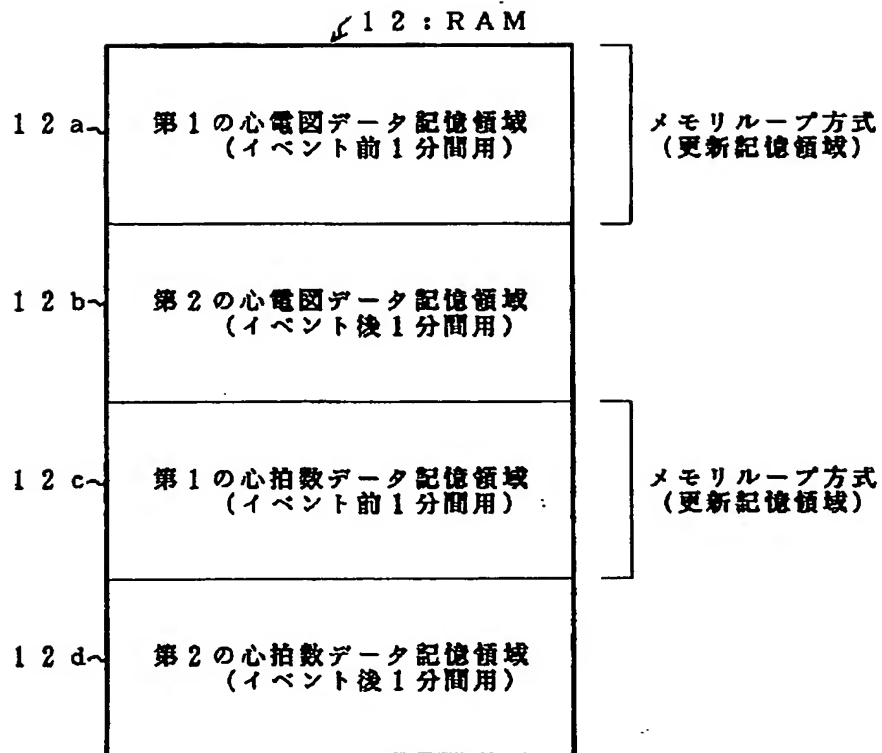 12:RAM
12a
第1の心電図データ記憶領域
(イベント前1分間用)
メモリループ方式
(更新記憶領域)
12b
第2の心電図データ記憶領域
(イベント後1分間用)
12c
第1の心拍数データ記憶領域
(イベント前1分間用)
メモリループ方式
(更新記憶領域)
12d
第2の心拍数データ記憶領域
(イベント後1分間用)